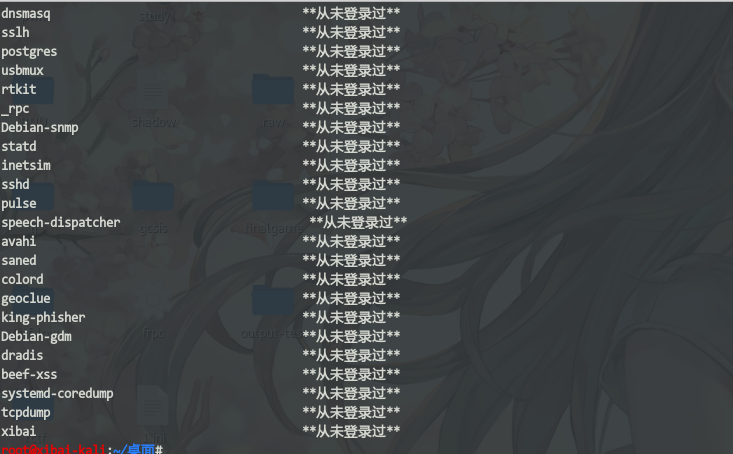 dnsmasq **从未登录过**
sslh **从未登录过**
postgres **从未登录过**
usbmux **从未登录过**
rtkit **从未登录过**
_rpc **从未登录过**
Debian-snmp **从未登录过**
statd **从未登录过**
inetsim **从未登录过**
sshd **从未登录过**
pulse **从未登录过**
speech-dispatcher **从未登录过**
avahi **从未登录过**
saned **从未登录过**
colord **从未登录过**
geoclue **从未登录过**
king-phisher **从未登录过**
Debian-gdm **从未登录过**
dradis **从未登录过**
beef-xss **从未登录过**
systemd-coredump **从未登录过**
tcpdump **从未登录过**
xibai **从未登录过**
root@xibai-kali:~/桌面#
study
shadow
raw
frpc